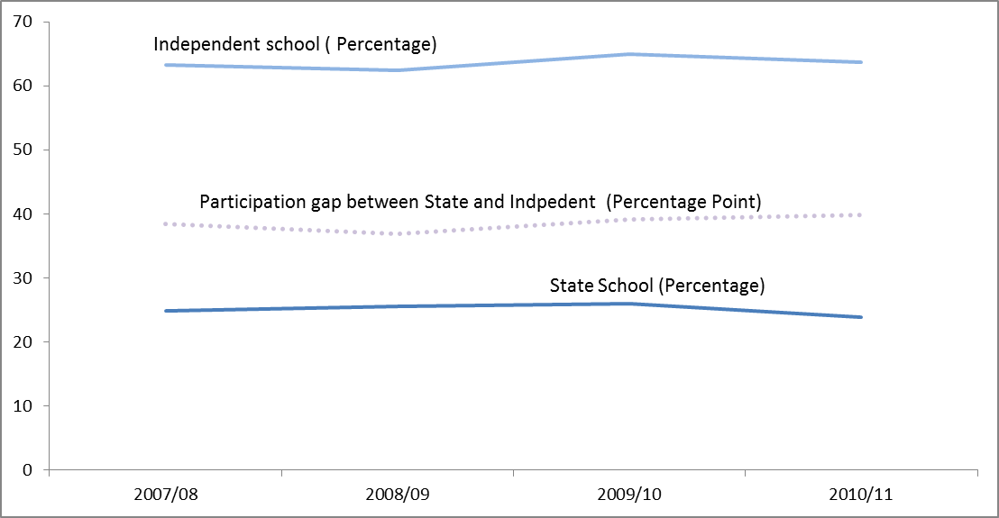 70
Independent school ( Percentage)
60
50
Participation gap between State and Indpedent  (Percentage Point)
40
30
State School (Percentage)
20
10
0
2007/08 2008/09 2009/10 2010/11